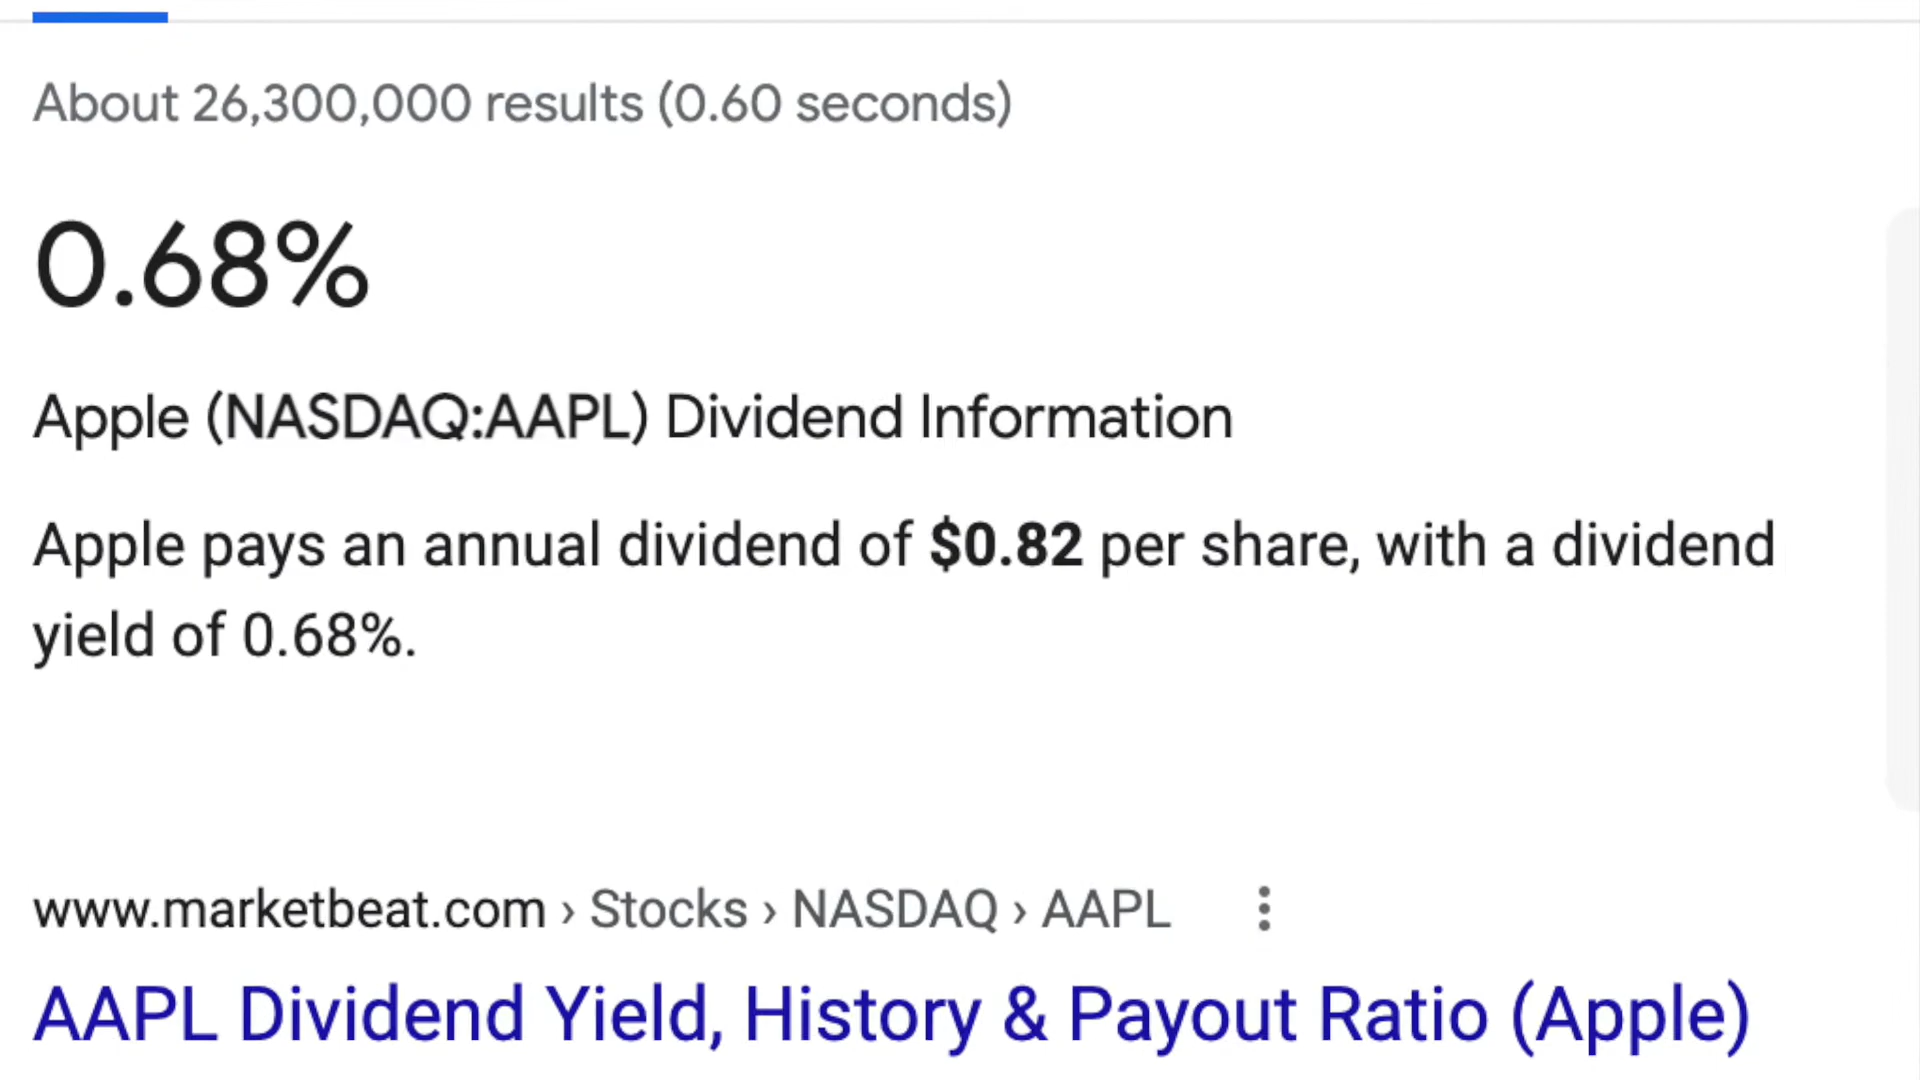 About 26,300,000 results (0.60 seconds)
0.68%
Apple (NASDAQ:AAPL) Dividend Information
Apple pays an annual dividend of $0.82 per share, with a dividend
yield of 0.68%.
www.marketbeat.com › Stocks › NASDAQ › AAPL
AAPL Dividend Yield, History & Payout Ratio (Apple)